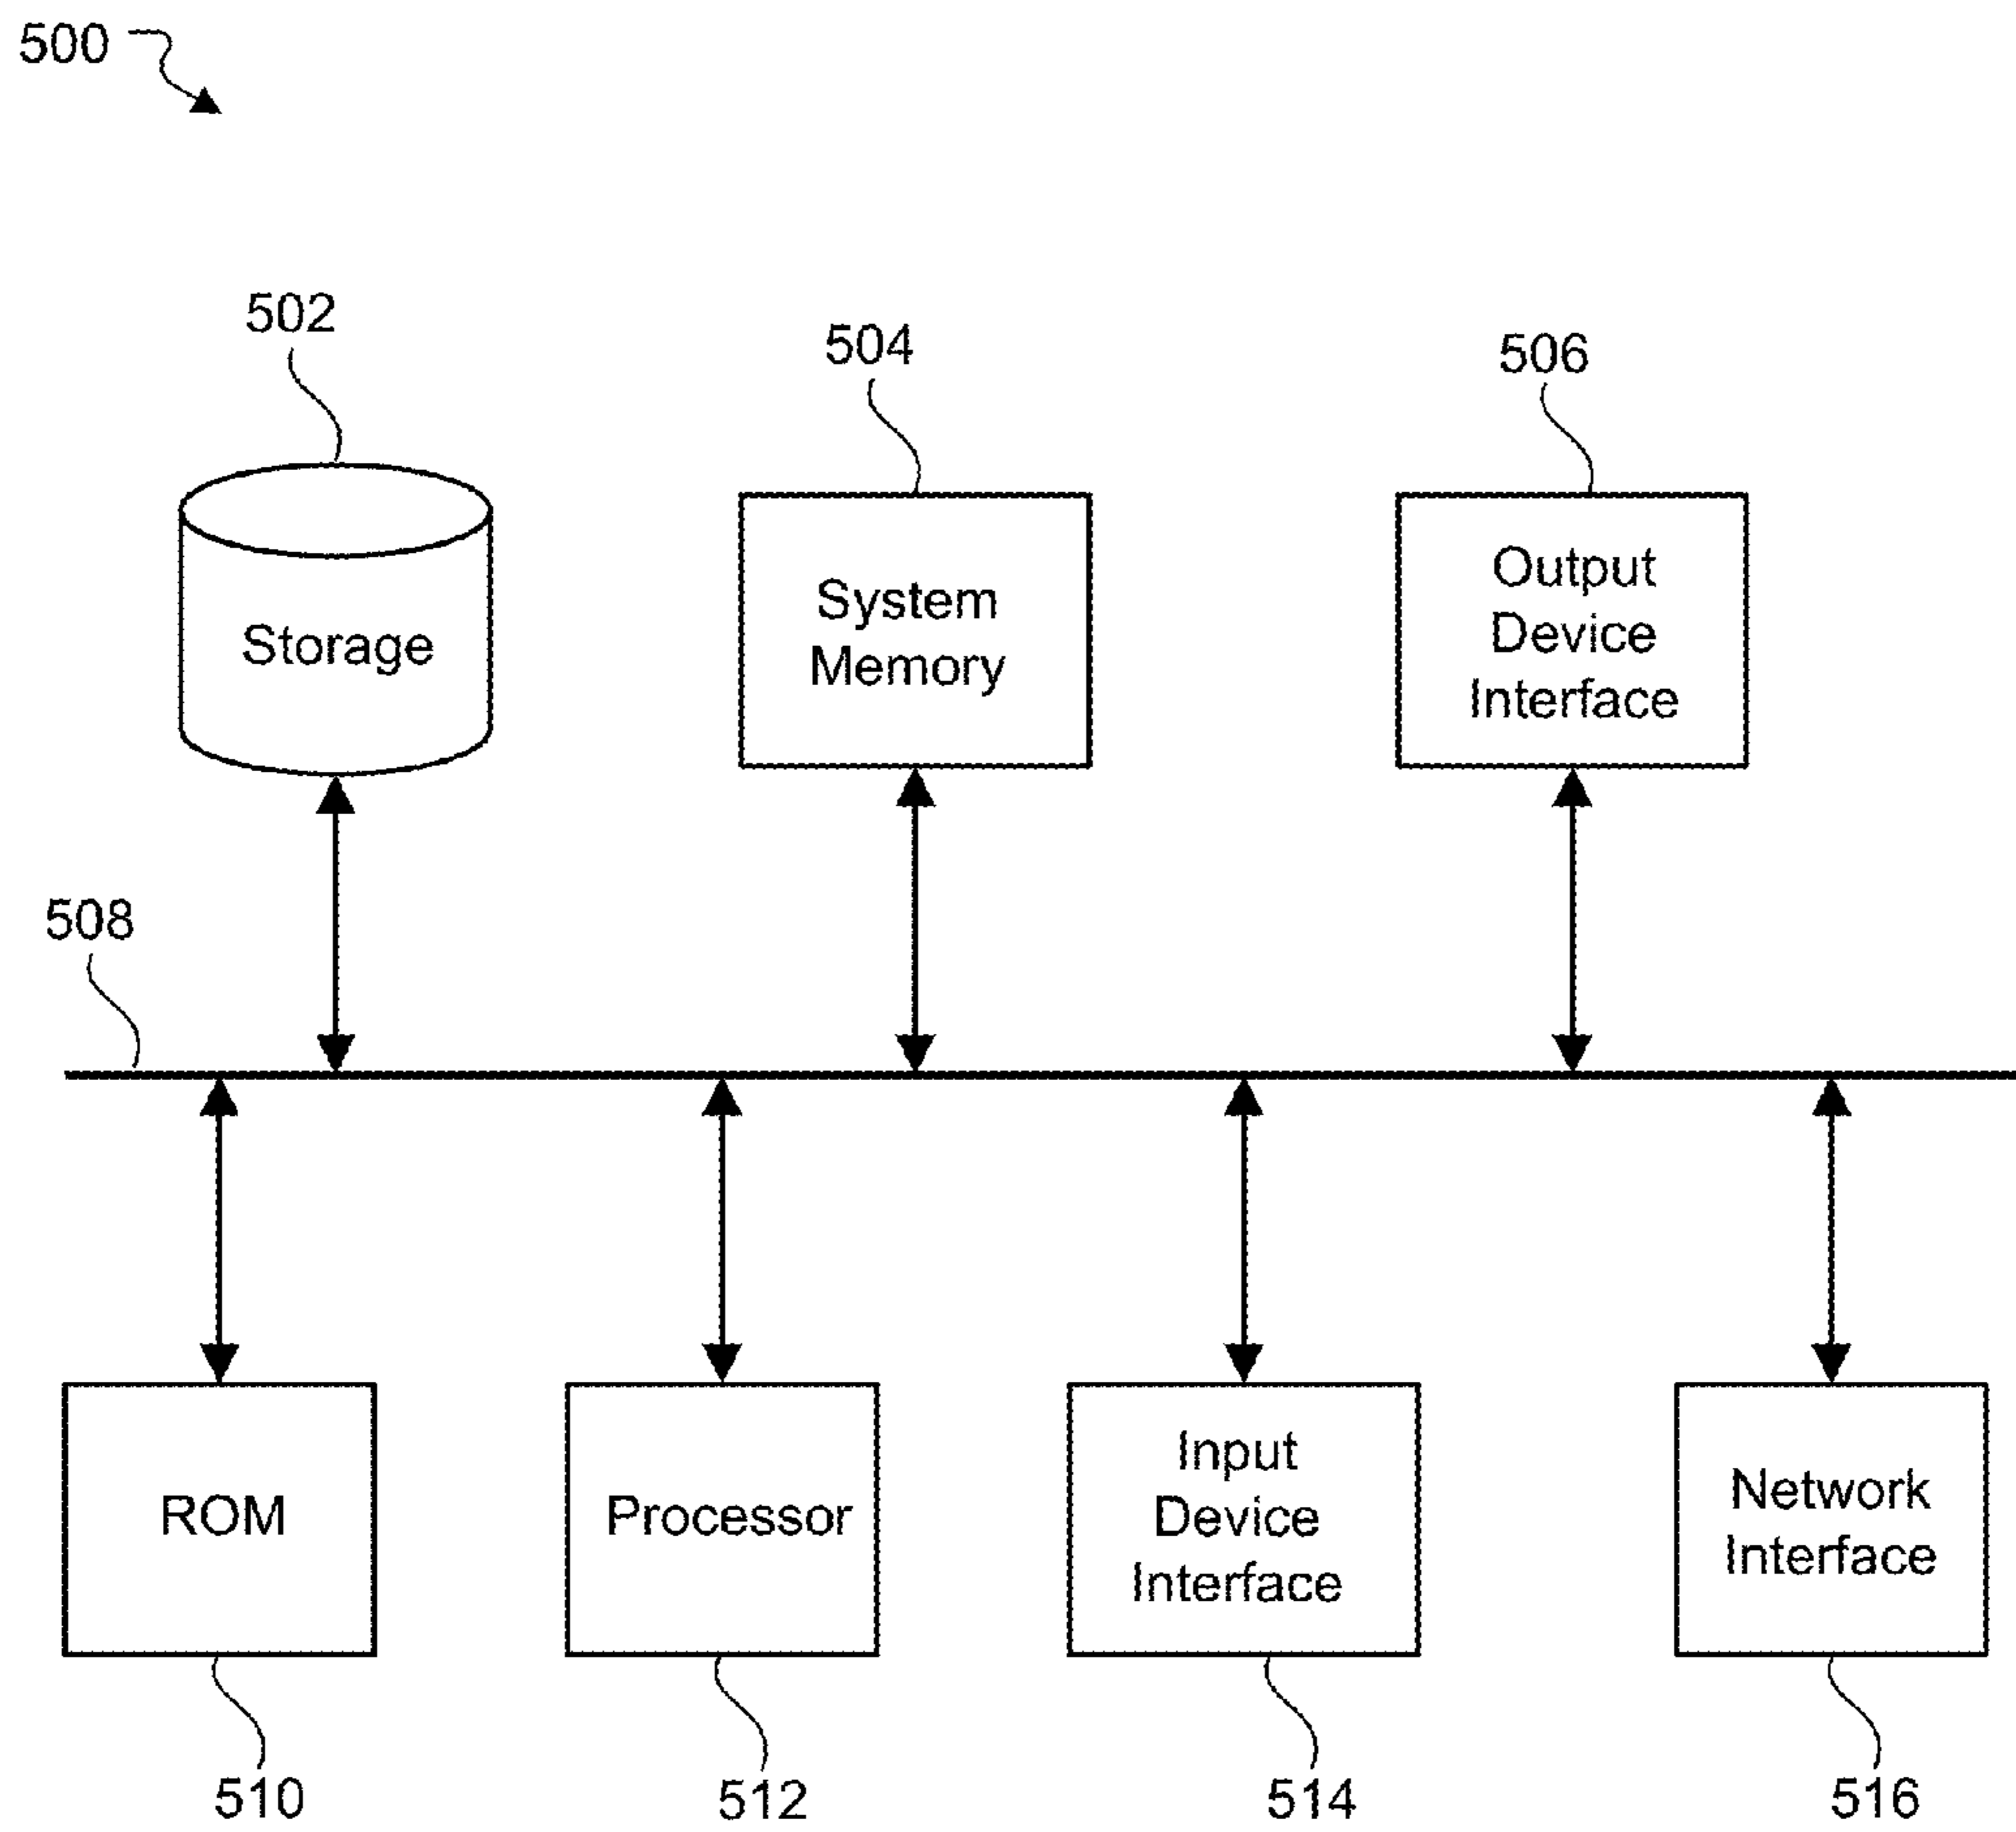 500
502
504
506
Storage
System
Memory
Output
Device
Interface
508
ROM
Processor
Input
Device
Interface
Network
Interface
510
512
514
516